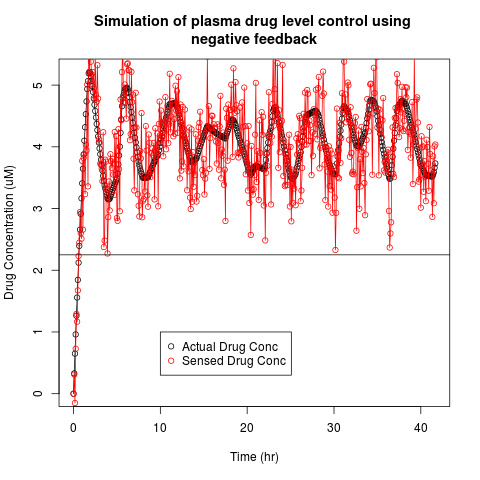 Simulation of plasma drug level control using
negative feedback
Drug Concentration (uM)
5
4
3
2
1
0
Actual Drug Conc
Sensed Drug Conc
0 10 20 30 40
Time (hr)